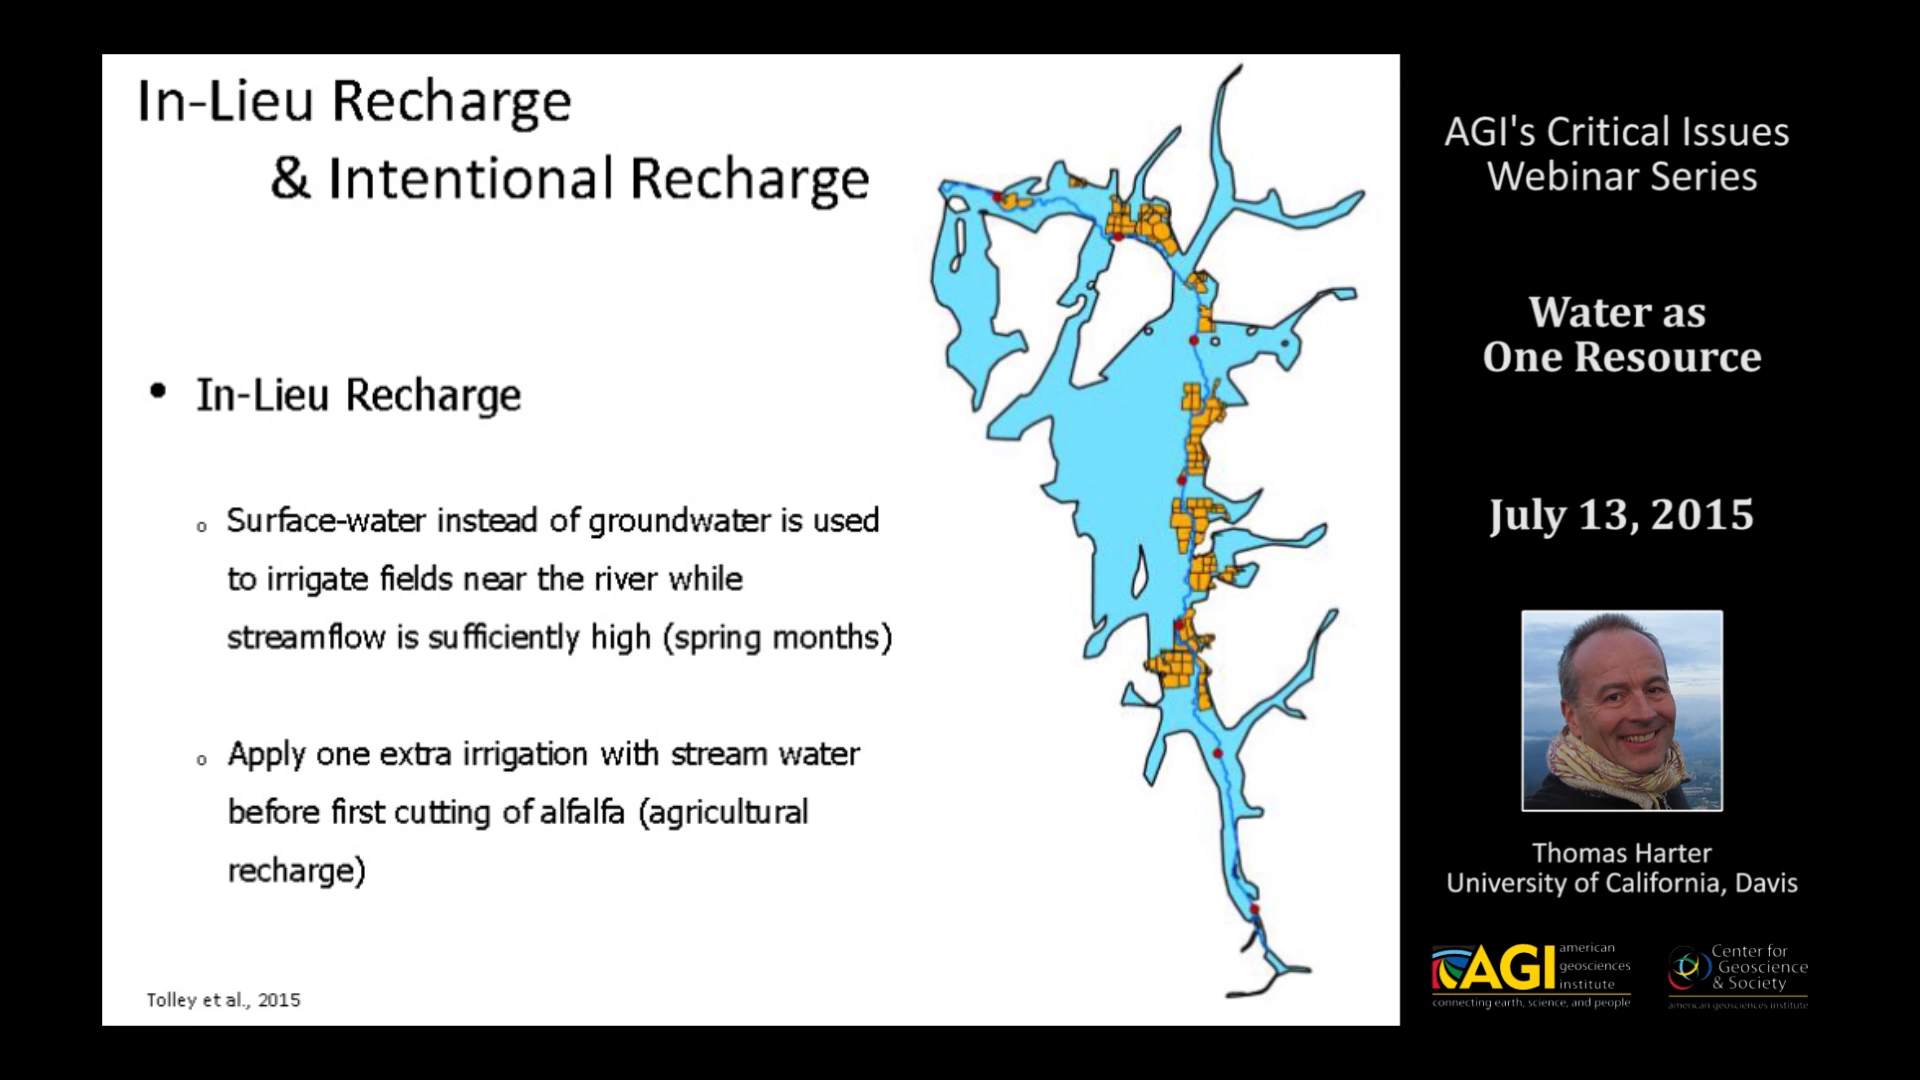 In-Lieu Recharge
& Intentional Recharge
• In-Lieu Recharge
o Surface-water instead of groundwater is used
to irrigate fields near the river while
streamflow is sufficiently high (spring months)
o Apply one extra irrigation with stream water
before first cutting of alfalfa (agricultural
recharge)
Tolley et al., 2015
AGI's Critical Issues
Webinar Series
Water as
One Resource
July 13, 2015
Thomas Harter
University of California, Davis
AGI american
geosciences
institute
connecting earth, science, and people
Center for
Geoscience
& Society
american geosciences institute